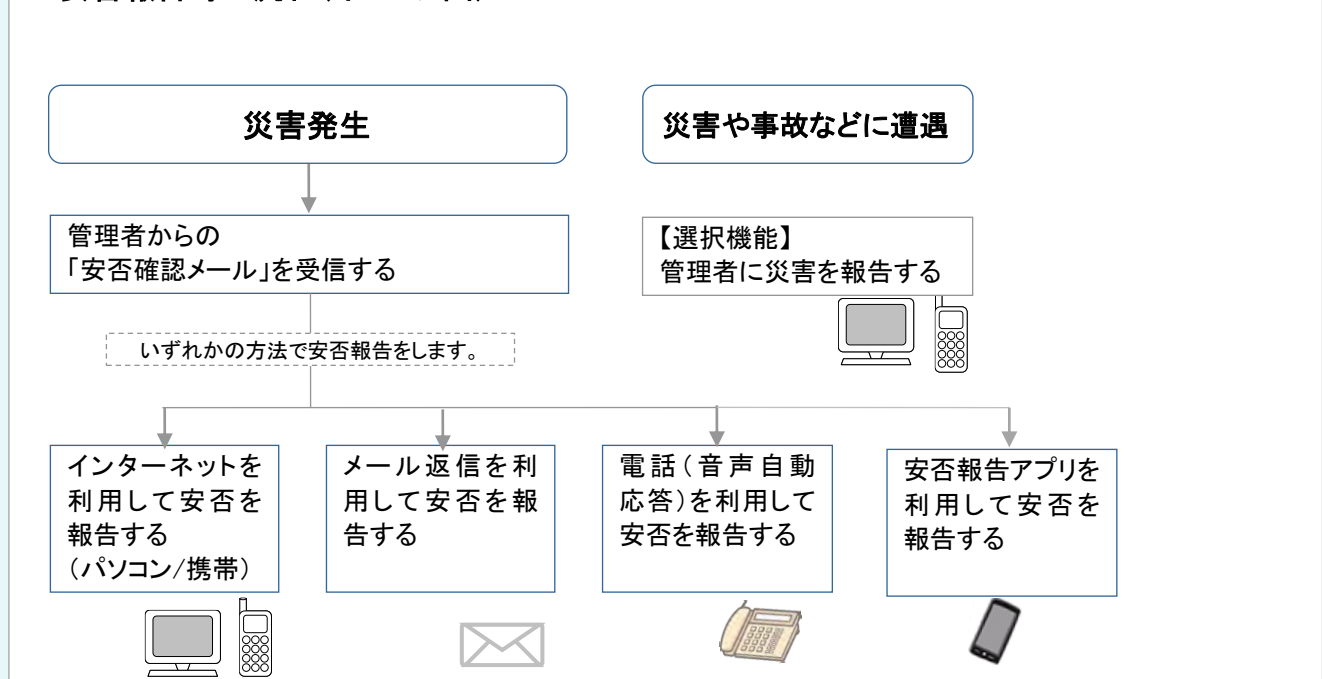 災害発生
災害や事故などに遭遇
管理者からの
「安否確認メール」を受信する
【選択機能】
管理者に災害を報告する
いずれかの方法で安否報告をします。
インターネットを
利用して安否を
報告する
（パソコン/携帯）
メール返信を利
用して安否を報
告する
電話（音声自動
応答）を利用して
安否を報告する
安否報告アプリを
利用して安否を
報告する